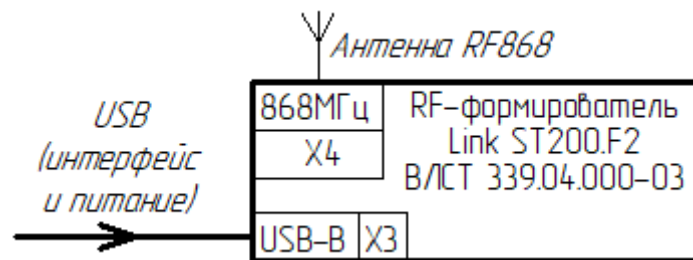 Антенна RF868
USB
(интерфейс
и питание)
868МГц
X4
RF-формирователь
Link ST200.F2
ВЛСТ 339.04.000-03
USB-B
X3